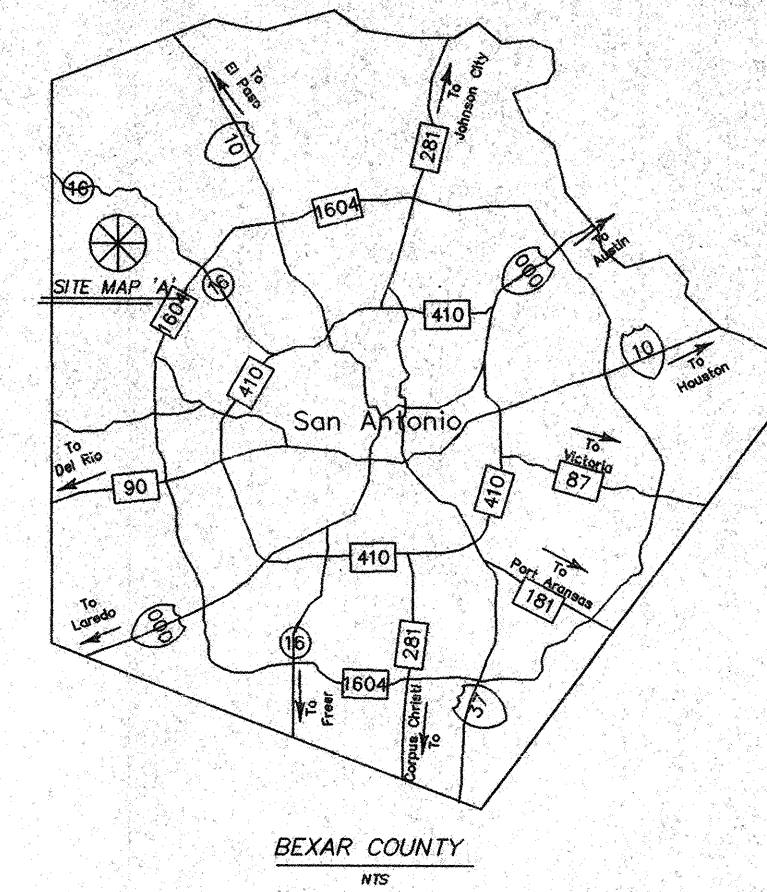 To
El Paso
To
Johnson City
10
281
16
1604
To
Austin
000
SITE MAP 'A'
16
1604
410
10
To
Houston
410
San Antonio
To
Victoria
To
Del Rio
90
87
410
410
To
Port Aransas
181
To
Laredo
000
16
281
1604
To
Freer
To
Corpus Christi
37
BEXAR COUNTY
NTS